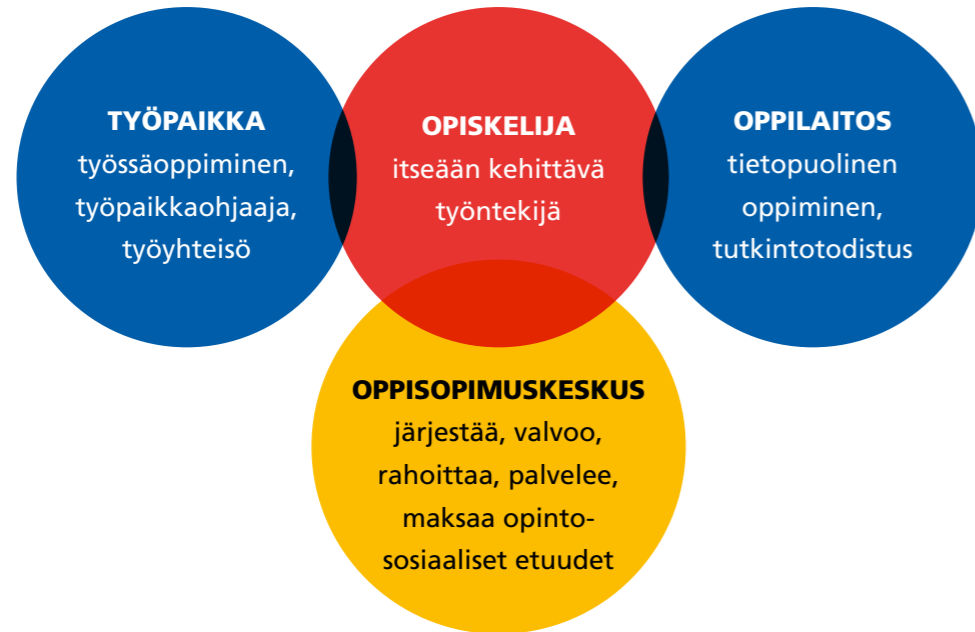 TYÖPAIKKA
työssäoppiminen,
työpaikkaohjaaja,
työyhteisö
OPISKELIJA
itseään kehittävä
työntekijä
OPPILAITOS
tietopuolinen
oppiminen,
tutkintotodistus
OPPISOPIMUSKESKUS
järjestää, valvoo,
rahoittaa, palvelee,
maksaa opinto-
sosiaaliset etuudet